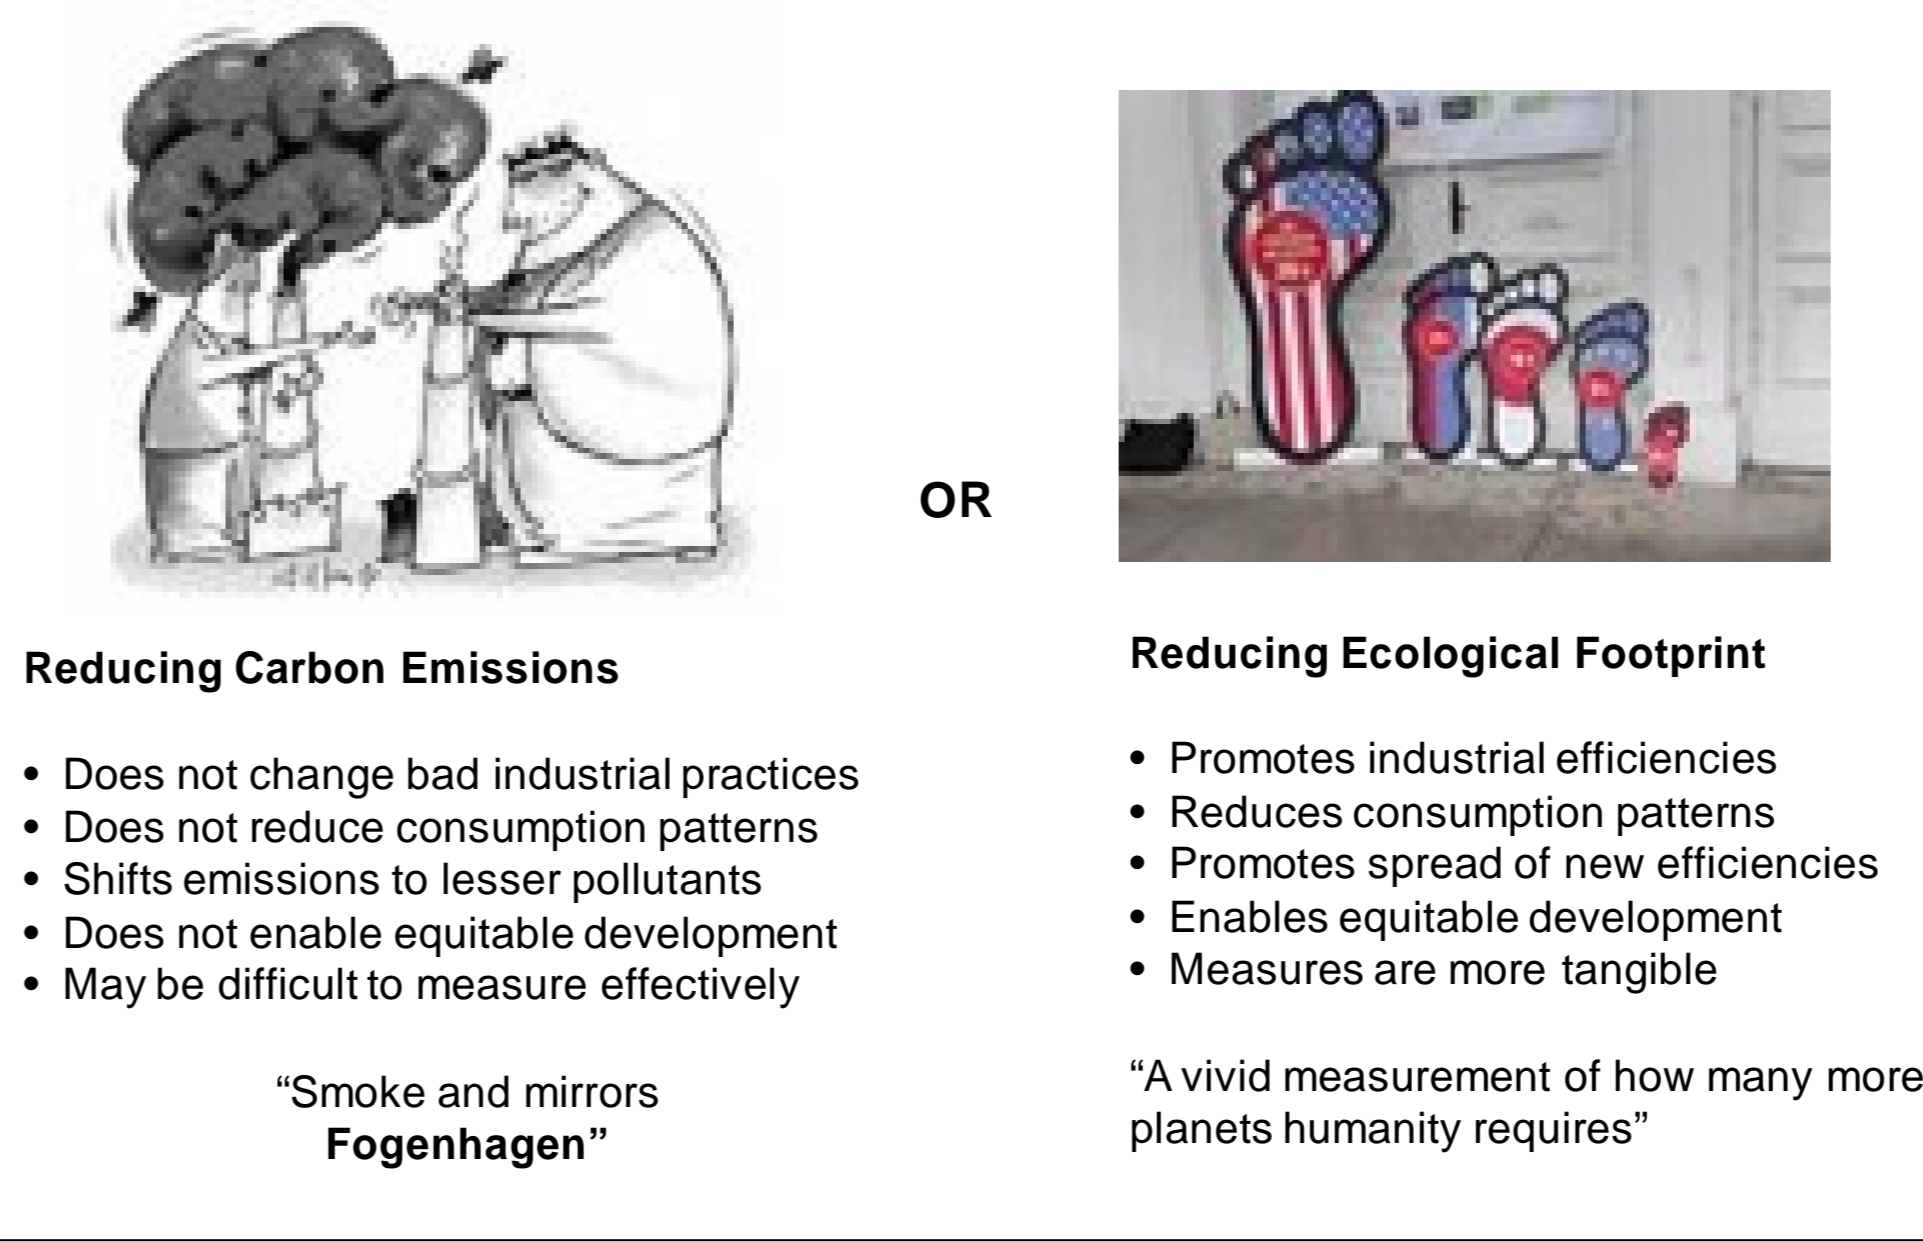 OR
Reducing Carbon Emissions
• Does not change bad industrial practices
• Does not reduce consumption patterns
• Shifts emissions to lesser pollutants
• Does not enable equitable development
• May be difficult to measure effectively
“Smoke and mirrors
Fogenhagen”
Reducing Ecological Footprint
• Promotes industrial efficiencies
• Reduces consumption patterns
• Promotes spread of new efficiencies
• Enables equitable development
• Measures are more tangible
“A vivid measurement of how many more
planets humanity requires”